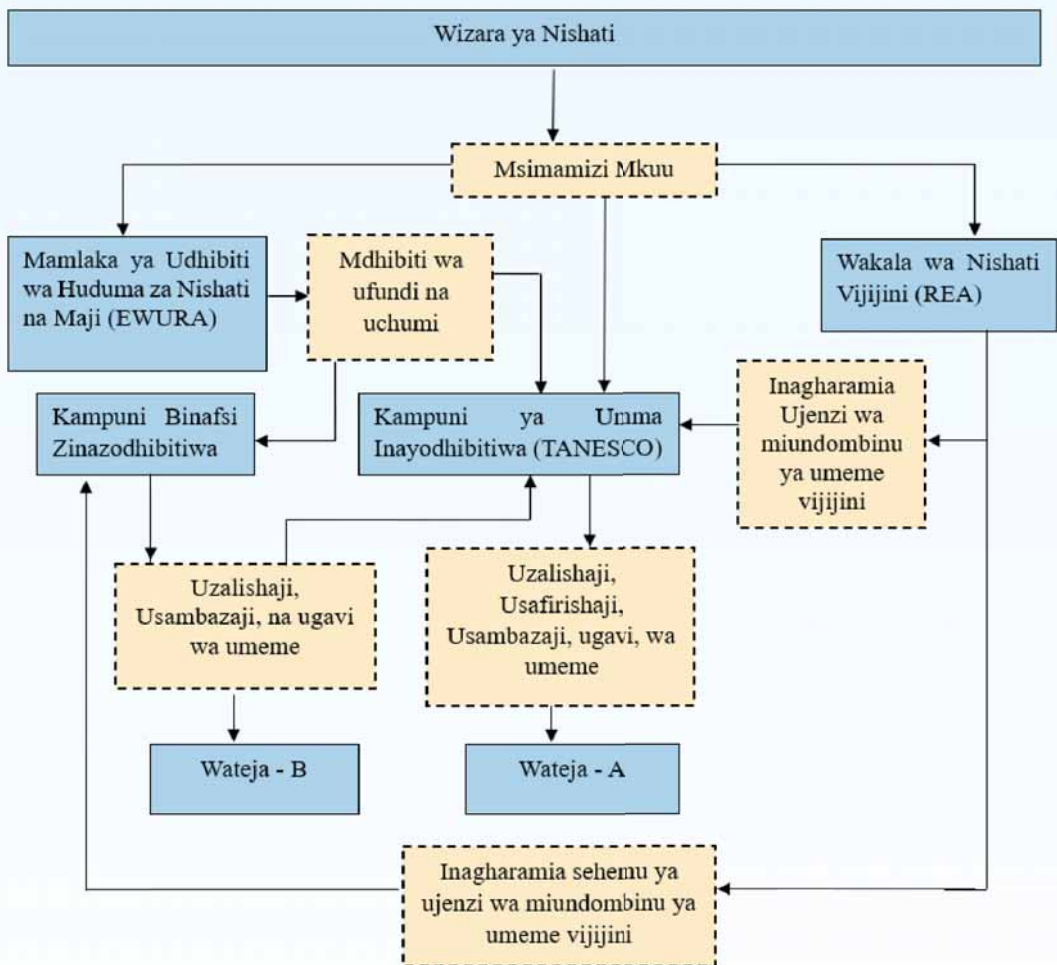 Wizara ya Nishati
Msimamizi Mkuu
Mamlaka ya Udhibiti
wa Huduma za Nishati
na Maji (EWURA)
Mdhibiti wa
ufundi na
uchumi
Wakala wa Nishati
Vijijini (REA)
Kampuni Binafsi
Zinazodhibitiwa
Kampuni ya Umma
Inayodhibitiwa (TANESCO)
Inagharamia
Ujenzi wa
miundombinu
ya umeme
vijijini
Uzalishaji,
Usambazaji, na ugavi
wa umeme
Uzalishaji,
Usafirishaji,
Usambazaji, ugavi, wa
umeme
Wateja - B
Wateja - A
Inagharamia sehemu ya
ujenzi wa miundombinu ya
umeme vijijini